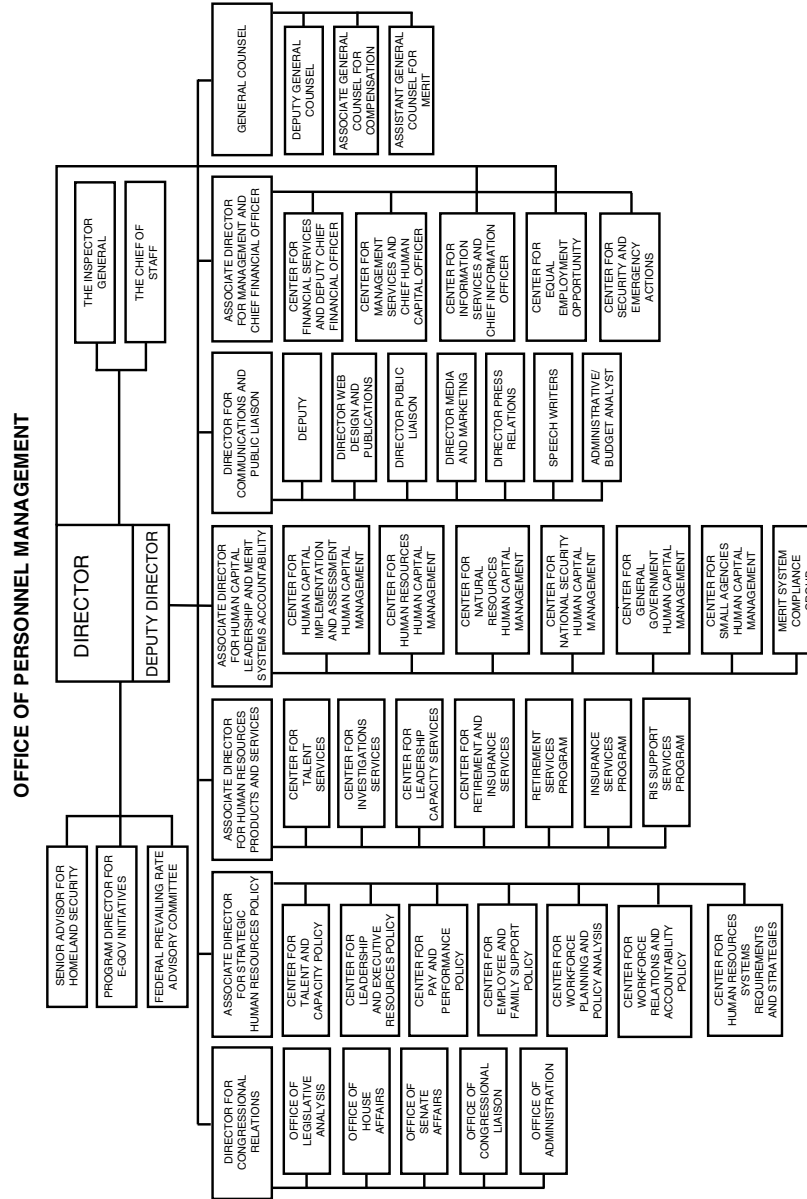 OFFICE OF PERSONNEL MANAGEMENT
DIRECTOR
DEPUTY DIRECTOR
SENIOR ADVISOR FOR
HOMELAND SECURITY
PROGRAM DIRECTOR FOR
E-GOV INITIATIVES
FEDERAL PREVAILING RATE
ADVISORY COMMITTEE
THE INSPECTOR
GENERAL
THE CHIEF OF
STAFF
DIRECTOR FOR
CONGRESSIONAL
RELATIONS
OFFICE OF
LEGISLATIVE
ANALYSIS
OFFICE OF
HOUSE
AFFAIRS
OFFICE OF
SENATE
AFFAIRS
OFFICE OF
CONGRESSIONAL
LIAISON
OFFICE OF
ADMINISTRATION
ASSOCIATE DIRECTOR
FOR STRATEGIC
HUMAN RESOURCES POLICY
CENTER FOR
TALENT AND
CAPACITY POLICY
CENTER FOR
LEADERSHIP
AND EXECUTIVE
RESOURCES POLICY
CENTER FOR
PAY AND
PERFORMANCE
POLICY
CENTER FOR
EMPLOYEE AND
FAMILY SUPPORT
POLICY
CENTER FOR
WORKFORCE
PLANNING AND
POLICY ANALYSIS
CENTER FOR
WORKFORCE
RELATIONS AND
ACCOUNTABILITY
POLICY
CENTER FOR
HUMAN RESOURCES
SYSTEMS
REQUIREMENTS
AND STRATEGIES
ASSOCIATE DIRECTOR
FOR HUMAN RESOURCES
PRODUCTS AND SERVICES
CENTER FOR
TALENT
SERVICES
CENTER FOR
INVESTIGATIONS
SERVICES
CENTER FOR
LEADERSHIP
CAPACITY SERVICES
CENTER FOR
RETIREMENT AND
INSURANCE
SERVICES
RETIREMENT
SERVICES
PROGRAM
INSURANCE
SERVICES
PROGRAM
RIS SUPPORT
SERVICES
PROGRAM
ASSOCIATE DIRECTOR
FOR HUMAN CAPITAL
LEADERSHIP AND MERIT
SYSTEMS ACCOUNTABILITY
CENTER FOR
HUMAN CAPITAL
IMPLEMENTATION
AND ASSESSMENT
HUMAN CAPITAL
MANAGEMENT
CENTER FOR
HUMAN RESOURCES
HUMAN CAPITAL
MANAGEMENT
CENTER FOR
NATURAL
RESOURCES
HUMAN CAPITAL
MANAGEMENT
CENTER FOR
NATIONAL SECURITY
HUMAN CAPITAL
MANAGEMENT
CENTER FOR
GENERAL
GOVERNMENT
HUMAN CAPITAL
MANAGEMENT
CENTER FOR
SMALL AGENCIES
HUMAN CAPITAL
MANAGEMENT
MERIT SYSTEM
COMPLIANCE
DIRECTOR FOR
COMMUNICATIONS AND
PUBLIC LIAISON
DEPUTY
DIRECTOR WEB
DESIGN AND
PUBLICATIONS
DIRECTOR PUBLIC
LIAISON
DIRECTOR MEDIA
AND MARKETING
DIRECTOR PRESS
RELATIONS
SPEECH WRITERS
ADMINISTRATIVE/
BUDGET ANALYST
ASSOCIATE DIRECTOR
FOR MANAGEMENT AND
CHIEF FINANCIAL OFFICER
CENTER FOR
FINANCIAL SERVICES
AND DEPUTY CHIEF
FINANCIAL OFFICER
CENTER FOR
MANAGEMENT
SERVICES AND
CHIEF HUMAN
CAPITAL OFFICER
CENTER FOR
INFORMATION
SERVICES AND
CHIEF INFORMATION
OFFICER
CENTER FOR
EQUAL
EMPLOYMENT
OPPORTUNITY
CENTER FOR
SECURITY AND
EMERGENCY
ACTIONS
GENERAL COUNSEL
DEPUTY GENERAL
COUNSEL
ASSOCIATE GENERAL
COUNSEL FOR
COMPENSATION
ASSISTANT GENERAL
COUNSEL FOR
MERIT